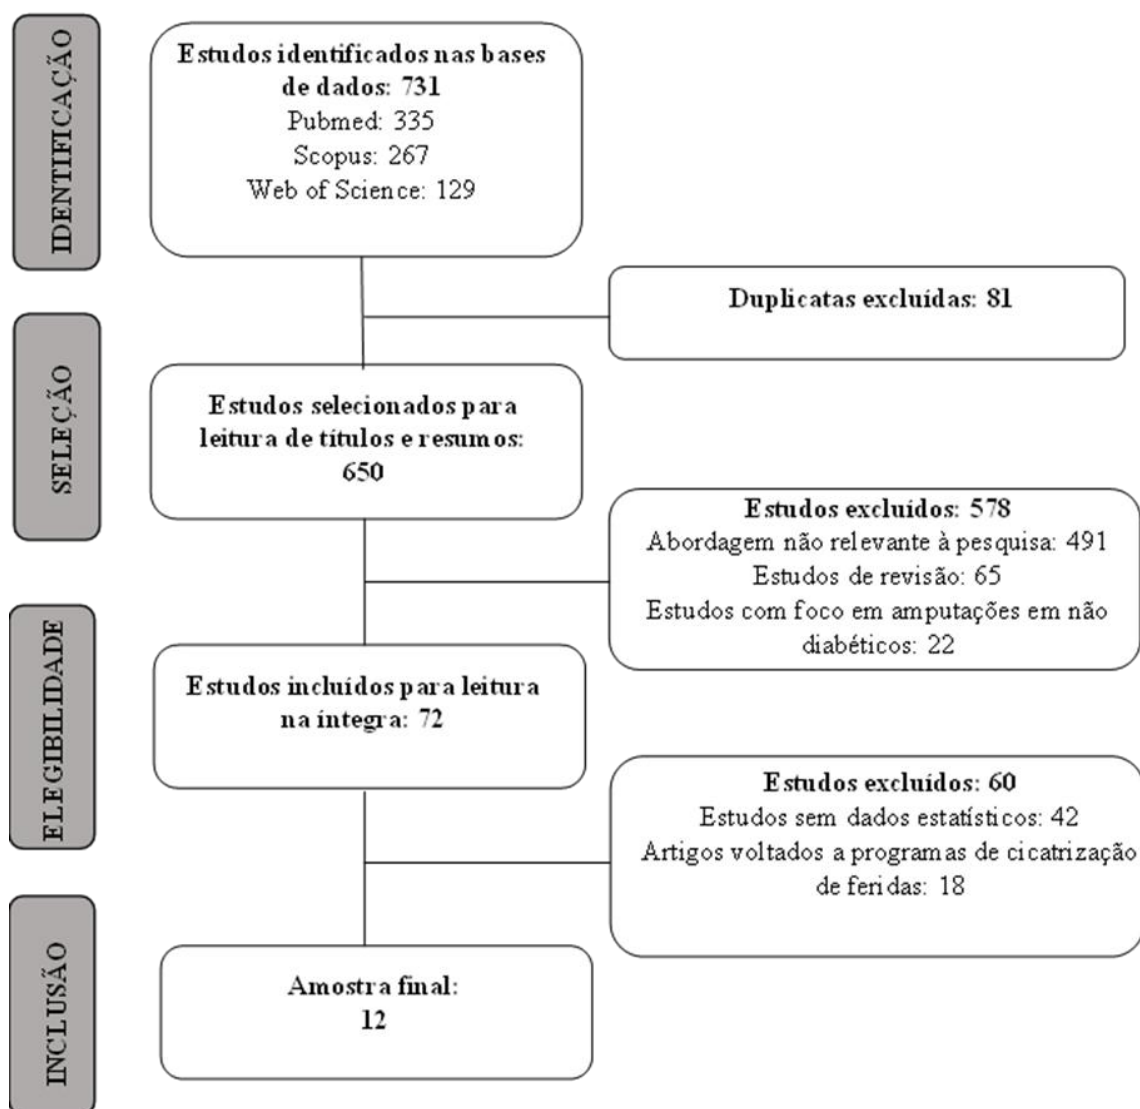 IDENTIFICAÇÃO
Estudos identificados nas bases
de dados: 731
Pubmed: 335
Scopus: 267
Web of Science: 129
Duplicatas excluídas: 81
SELEÇÃO
Estudos selecionados para
leitura de títulos e resumos:
650
Estudos excluídos: 578
Abordagem não relevante à pesquisa: 491
Estudos de revisão: 65
Estudos com foco em amputações em não
diabéticos: 22
ELEGIBILIDADE
Estudos incluídos para leitura
na íntegra: 72
Estudos excluídos: 60
Estudos sem dados estatísticos: 42
Artigos voltados a programas de cicatrização
de feridas: 18
INCLUSÃO
Amostra final:
12